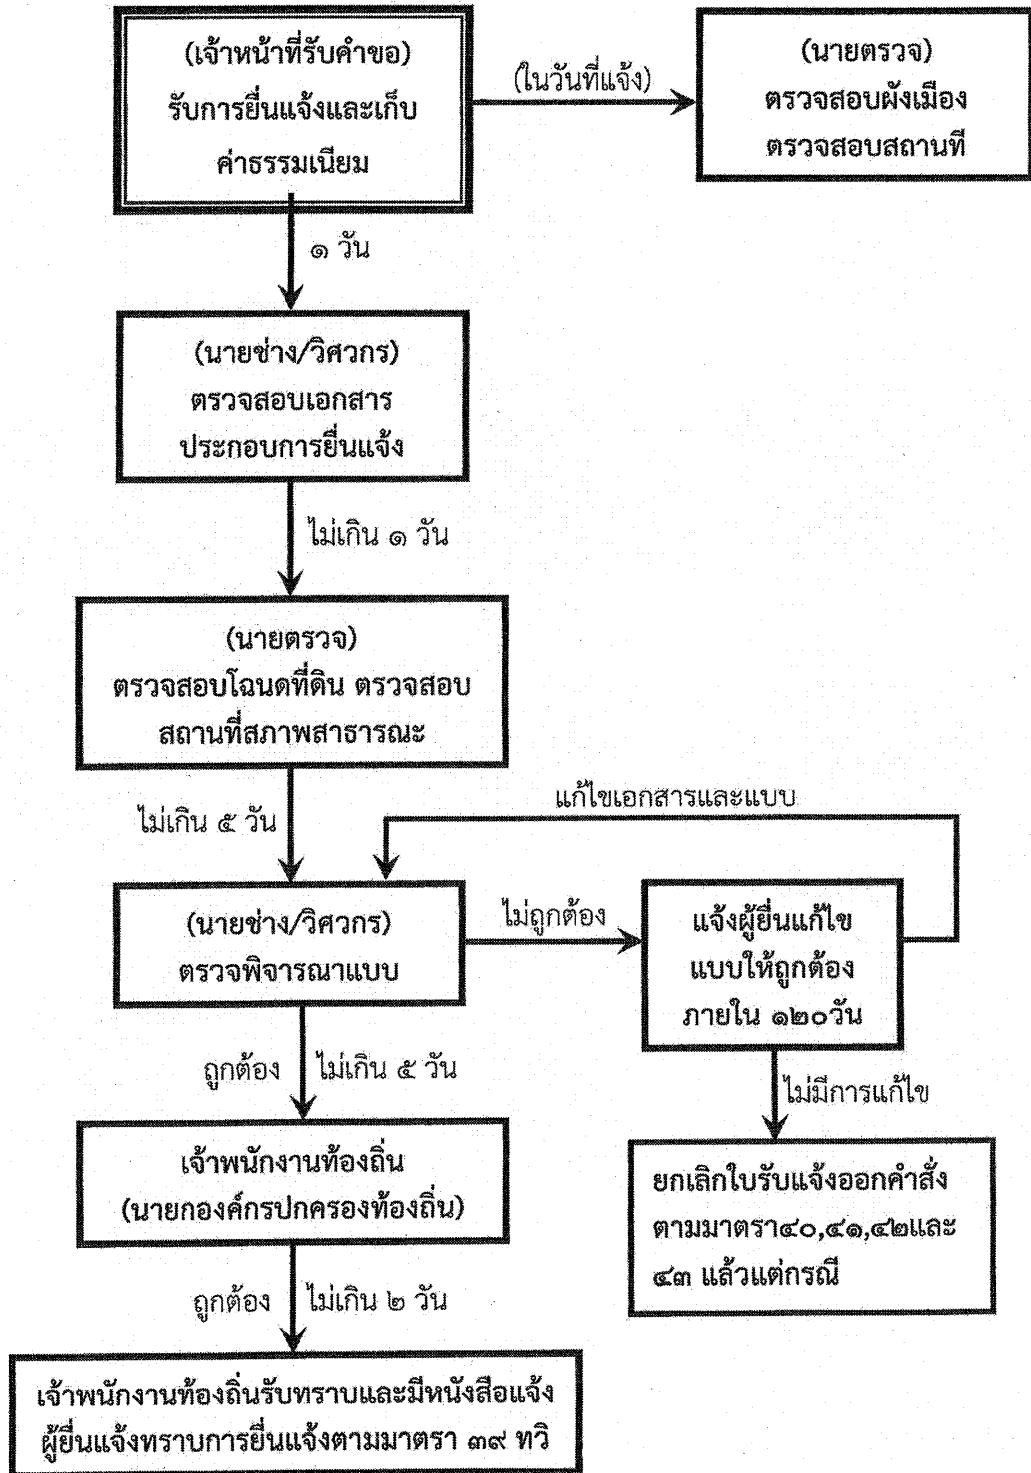 (เจ้าหน้าที่รับคำขอ)
รับการยื่นแจ้งและเก็บ
ค่าธรรมเนียม
(ในวันที่แจ้ง)
(นายตรวจ)
ตรวจสอบผังเมือง
ตรวจสอบสถานที่
๑ วัน
(นายช่าง/วิศวกร)
ตรวจสอบเอกสาร
ประกอบการยื่นแจ้ง
ไม่เกิน ๑ วัน
(นายตรวจ)
ตรวจสอบโฉนดที่ดิน ตรวจสอบ
สถานที่สภาพสาธารณะ
ไม่เกิน ๕ วัน
แก้ไขเอกสารและแบบ
(นายช่าง/วิศวกร)
ตรวจพิจารณาแบบ
ไม่ถูกต้อง
แจ้งผู้ยื่นแก้ไข
แบบให้ถูกต้อง
ภายใน ๑๒๐วัน
ถูกต้อง ไม่เกิน ๕ วัน
ไม่มีการแก้ไข
เจ้าพนักงานท้องถิ่น
(นายกองค์กรปกครองท้องถิ่น)
ยกเลิกใบรับแจ้งออกคำสั่ง
ตามมาตรา๔๐,๔๑,๔๒และ
๔๓ แล้วแต่กรณี
ถูกต้อง ไม่เกิน ๒ วัน
เจ้าพนักงานท้องถิ่นรับทราบและมีหนังสือแจ้ง
ผู้ยื่นแจ้งทราบการยื่นแจ้งตามมาตรา ๓๙ ทวิ